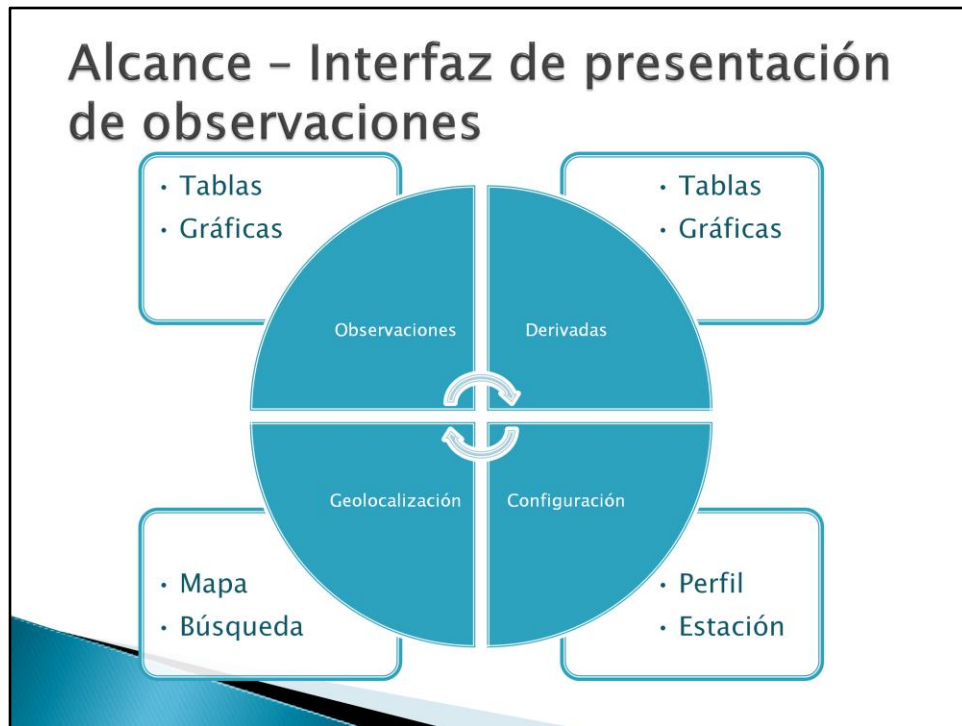 Alcance – Interfaz de presentación
de observaciones
• Tablas
• Gráficas
• Tablas
• Gráficas
Observaciones
Derivadas
Geolocalización
Configuración
• Mapa
• Búsqueda
• Perfil
• Estación